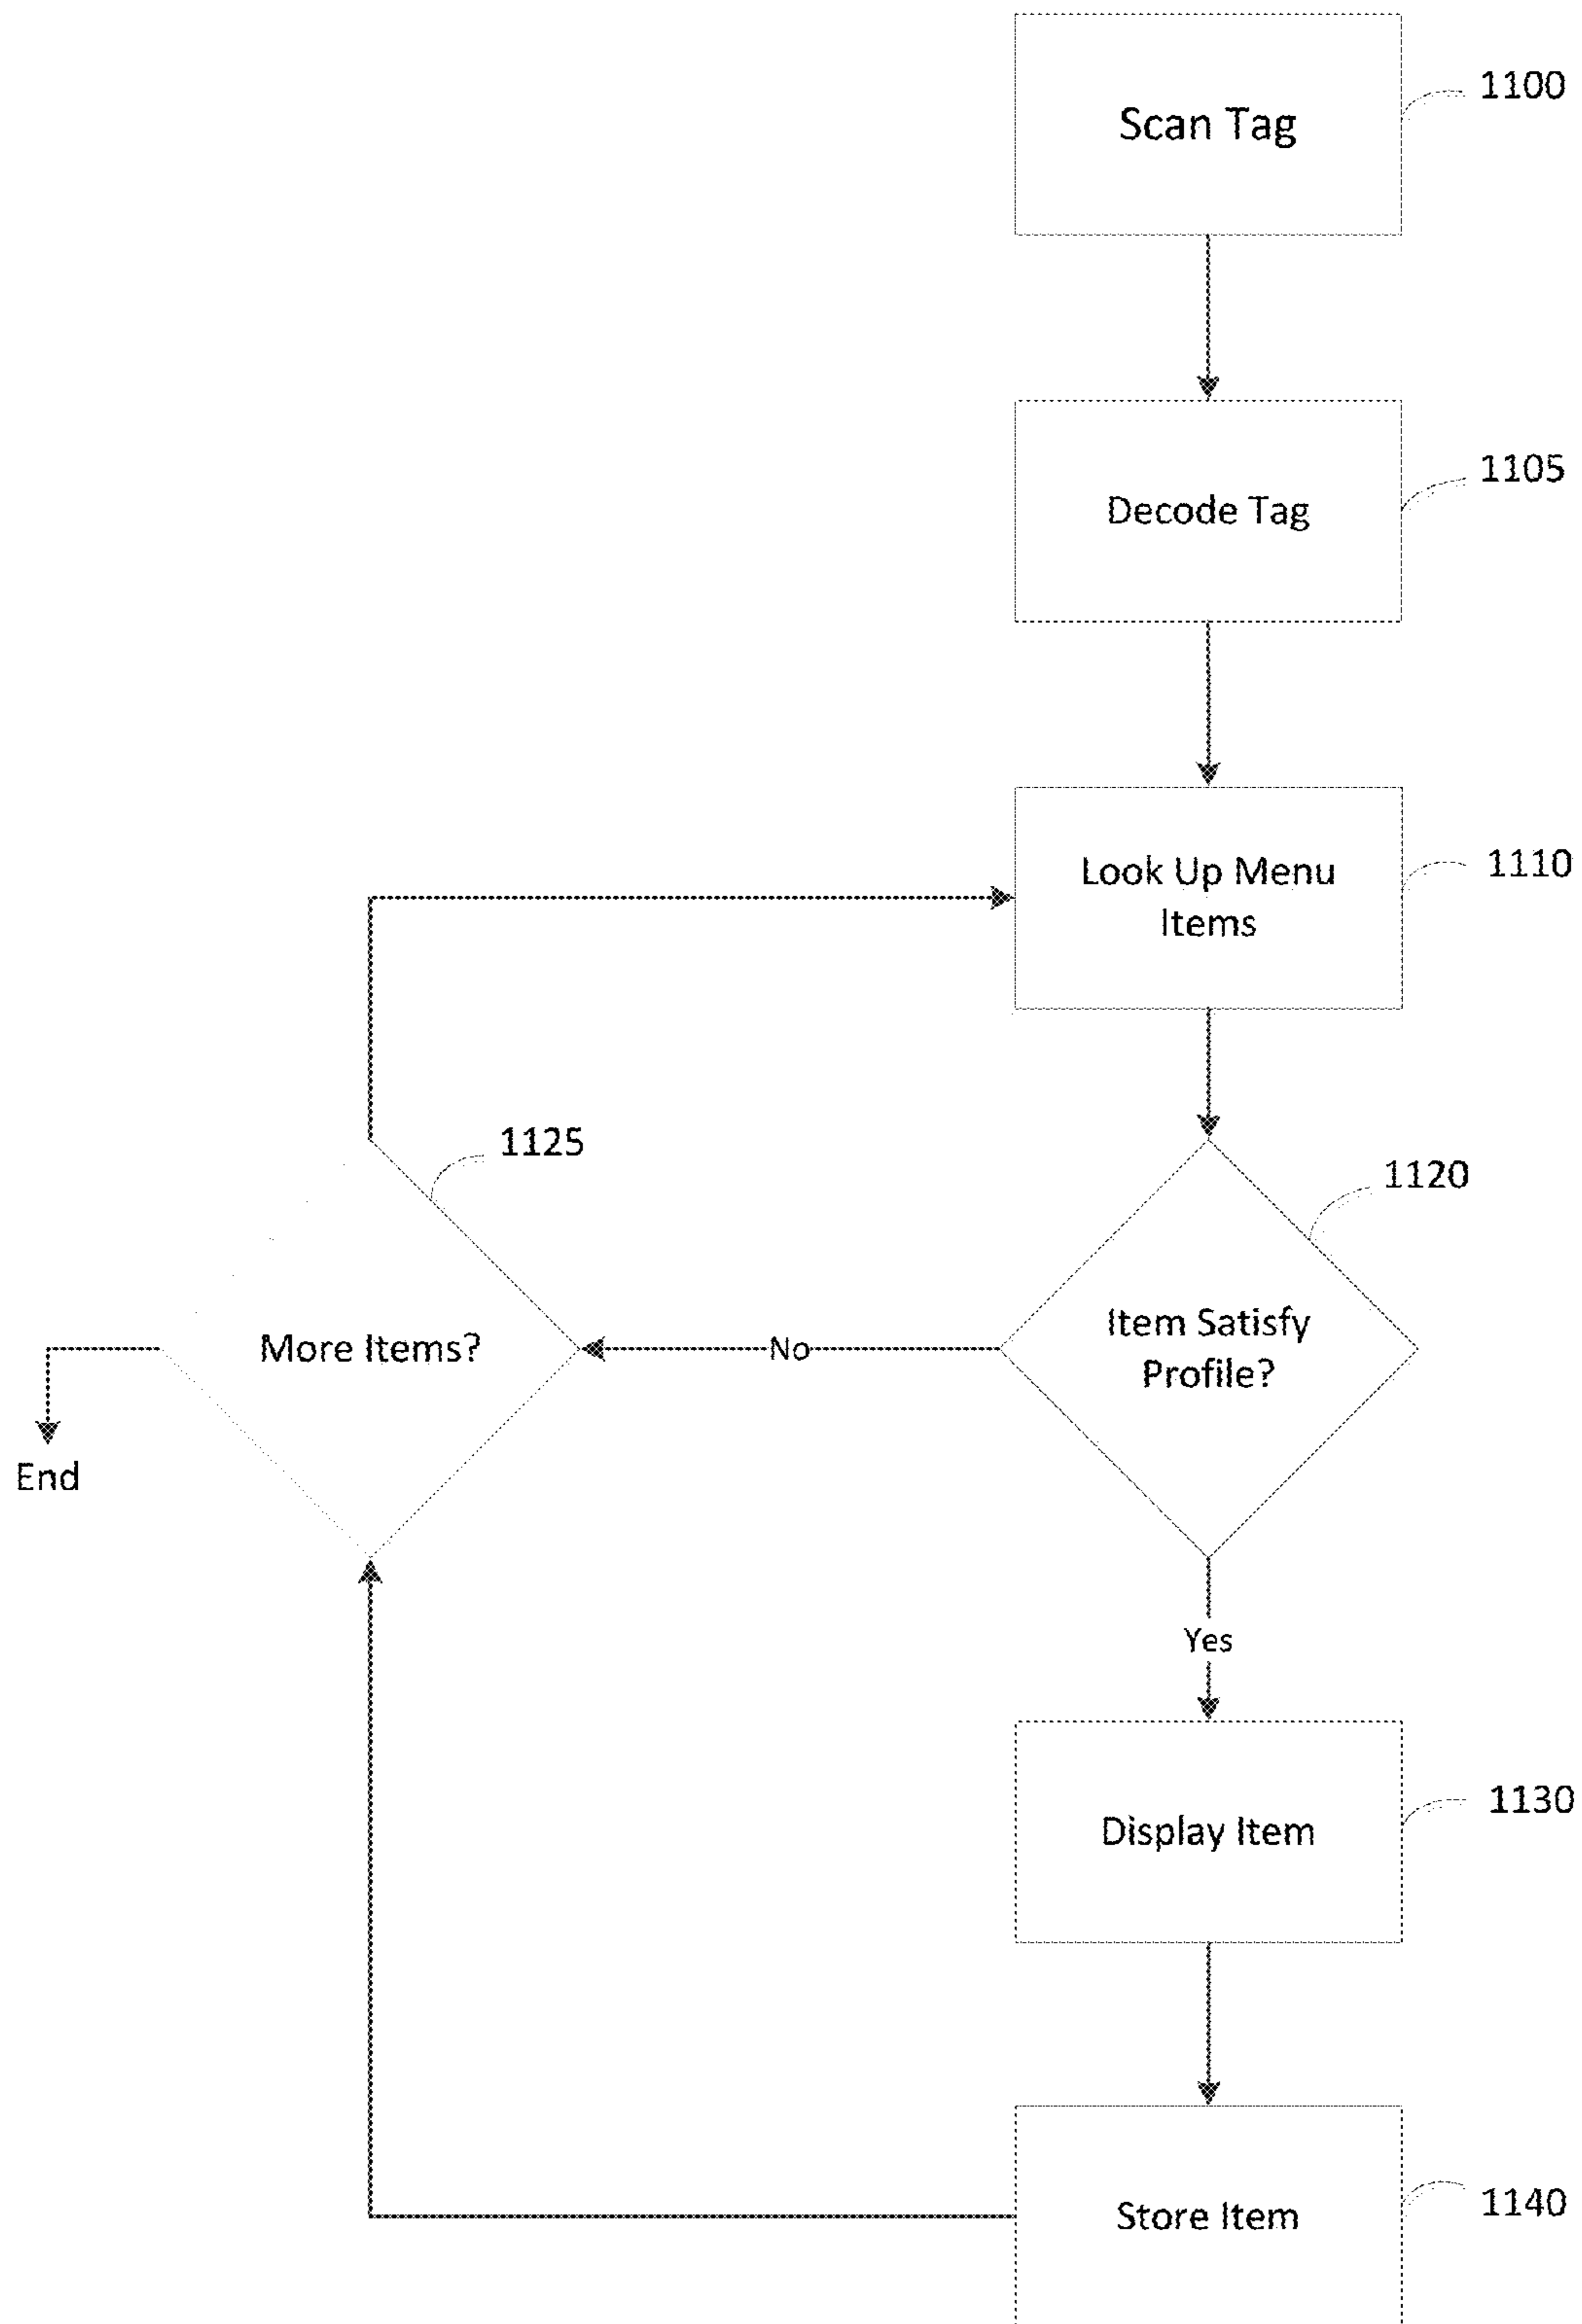 1100
Scan Tag
1105
Decode Tag
1110
Look Up Menu
Items
1125
1120
More Items?
No
Item Satisfy
Profile?
End
Yes
1130
Display Item
1140
Store Item